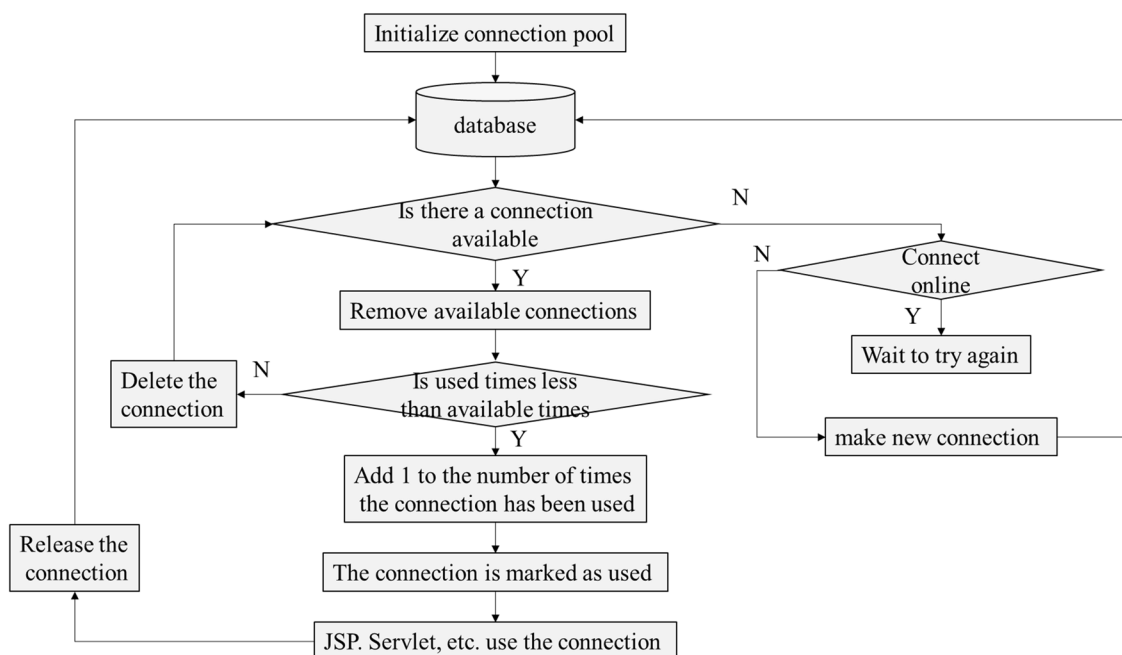 Initialize connection pool
database
N
Is there a connection
available
N
Connect
online
Y
Remove available connections
Y
Wait to try again
Delete the
connection
N
Is used times less
than available times
Y
make new connection
Add 1 to the number of times
the connection has been used
Release the
connection
The connection is marked as used
JSP. Servlet, etc. use the connection